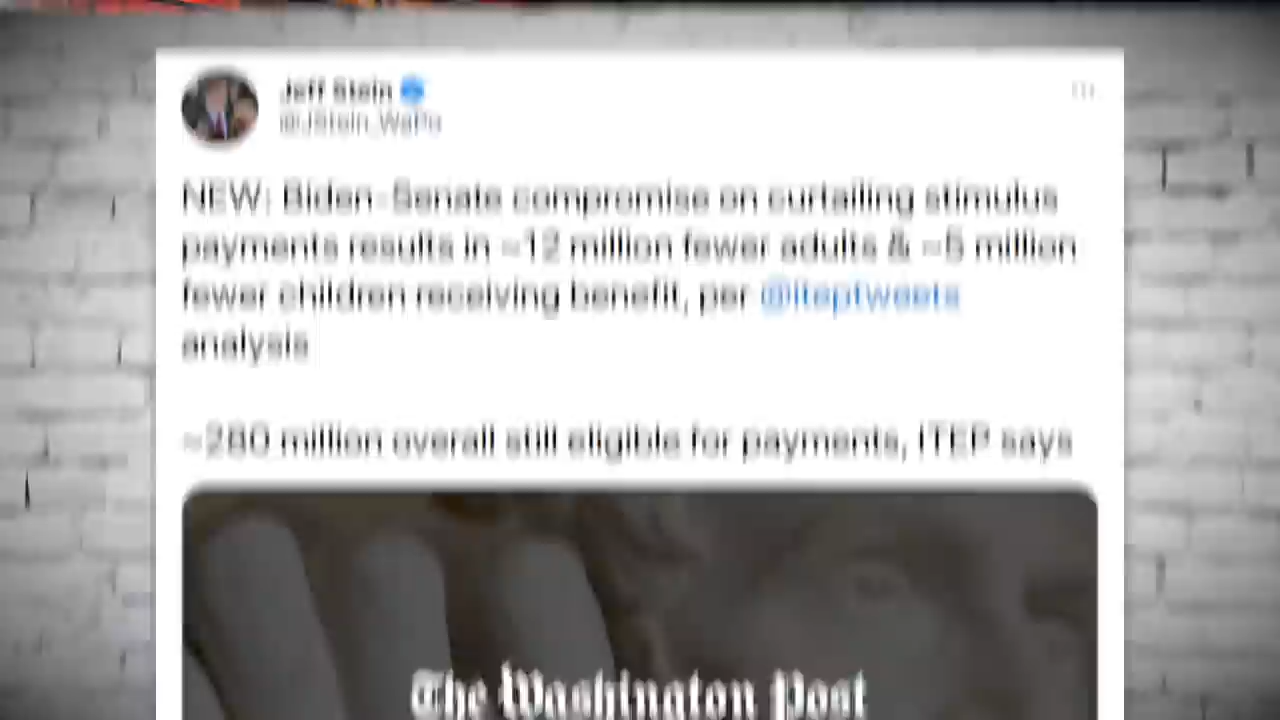 Jeff Stein
@JStein_WaPo
NEW: Biden-Senate compromise on curtailing stimulus
payments results in ~12 million fewer adults & ~5 million
fewer children receiving benefit, per @iteptweets
analysis
~280 million overall still eligible for payments, ITEP says
The Washington Post